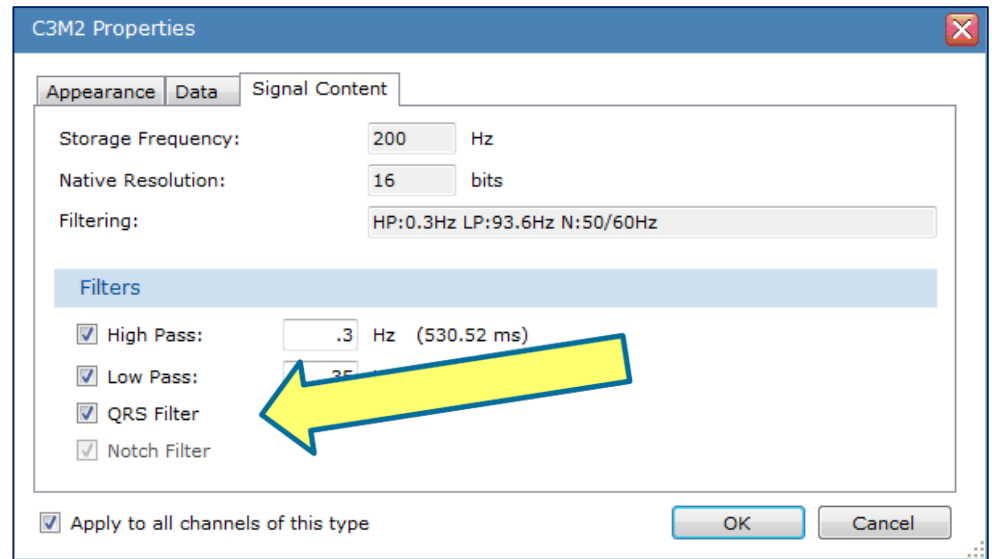 C3M2 Properties
Appearance Data Signal Content
Storage Frequency: 200 Hz
Native Resolution: 16 bits
Filtering: HP:0.3Hz LP:93.6Hz N:50/60Hz
Filters
High Pass: .3 Hz (530.52 ms)
Low Pass: 35
QRS Filter
Notch Filter
Apply to all channels of this type OK Cancel